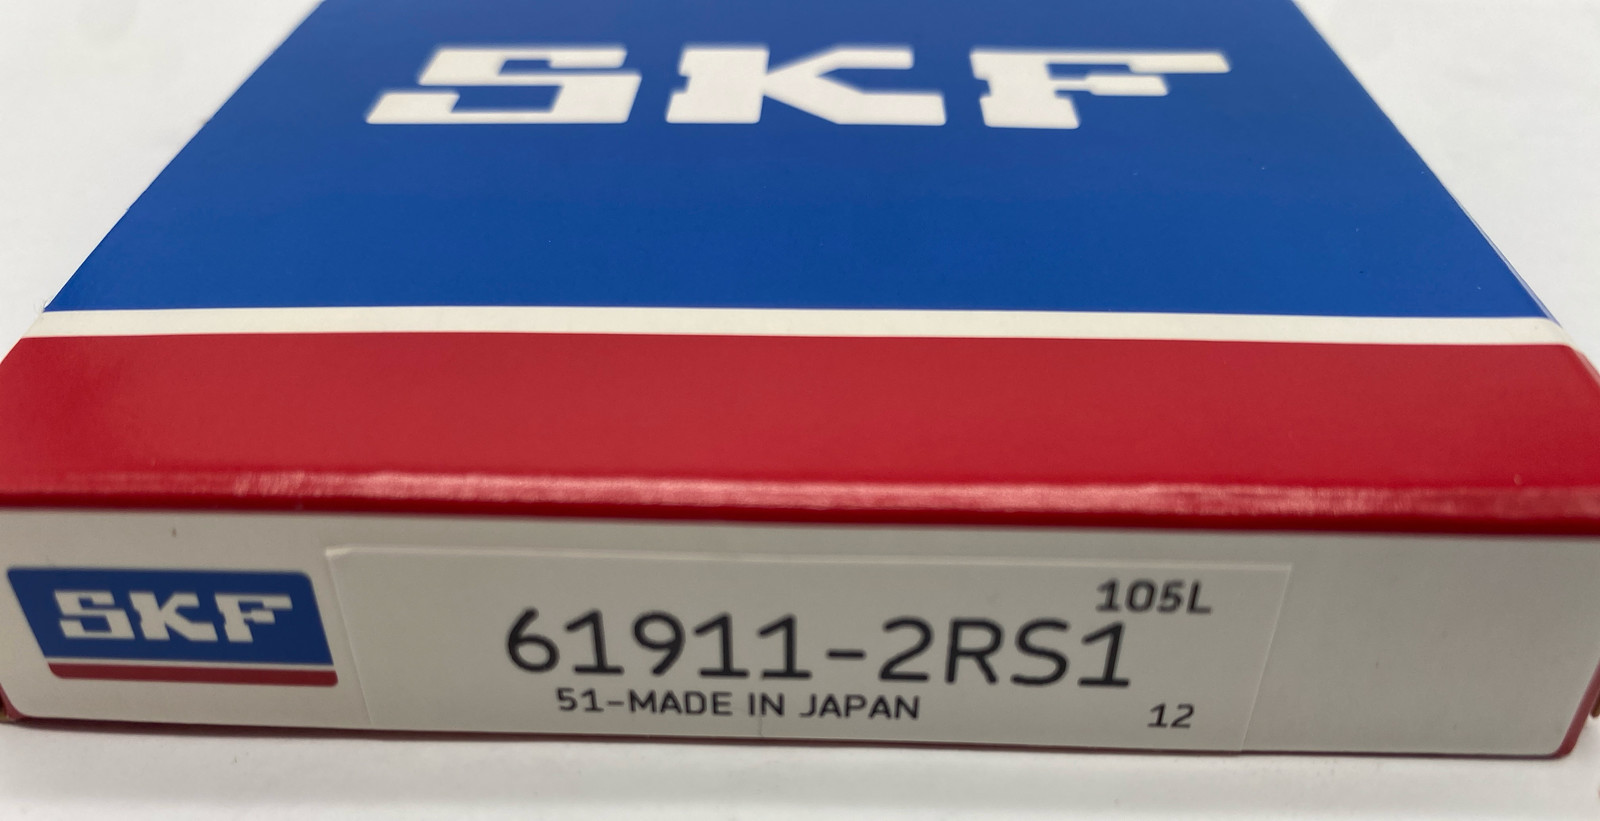 SKF
SKF
105L
61911-2RS1
51-MADE IN JAPAN
12